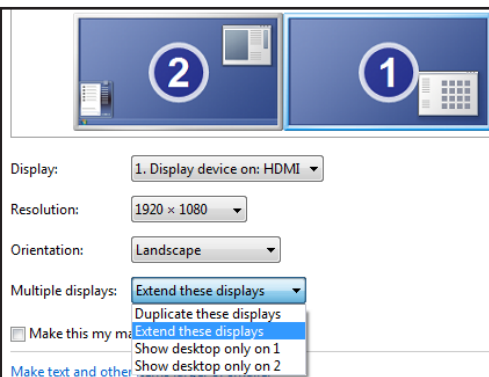 2
1
Display: 1. Display device on: HDMI
Resolution: 1920 × 1080
Orientation: Landscape
Multiple displays: Extend these displays
Duplicate these displays
Make this my ma Extend these displays
Show desktop only on 1
Make text and other Show desktop only on 2